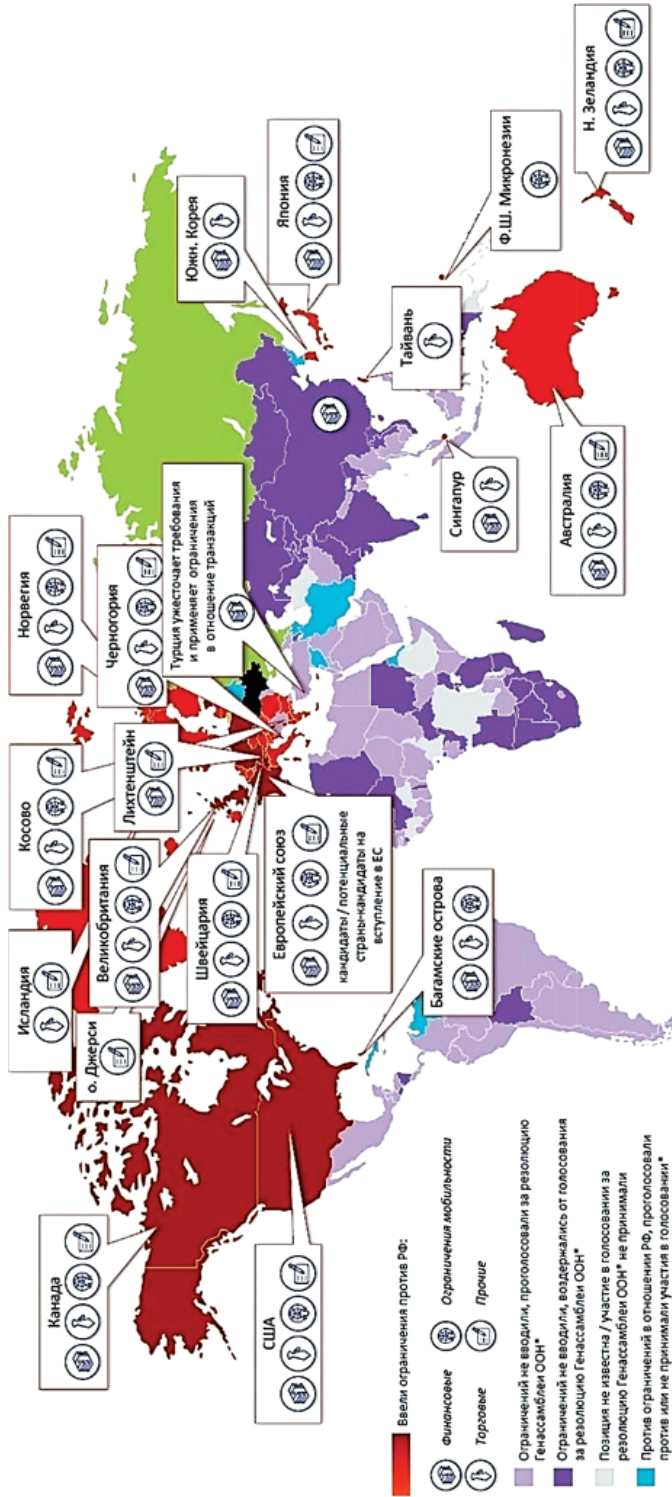 Канада
США
Исландия
о. Джерси
Косово
Лихтенштейн
Великобритания
Швейцария
Европейский союз
кандидаты / потенциальные
страны-кандидаты на
вступление в ЕС
Багамские острова
Норвегия
Черногория
Турция ужесточает требования
и применяет ограничения
в отношение транзакций
Южн. Корея
Япония
Тайвань
Сингапур
Ф.Ш. Микронезии
Австралия
Н. Зеландия
Ввели ограничения против РФ:
Финансовые
Ограничения мобильности
Торговые
Прочие
Ограничений не вводили, проголосовали за резолюцию
Генассамблеи ООН*
Ограничений не вводили, воздержались от голосования
за резолюцию Генассамблеи ООН*
Позиция не известна / участие в голосовании за
резолюцию Генассамблеи ООН* не принимали
Против ограничений в отношении РФ, проголосовали
против или не принимали участия в голосовании*